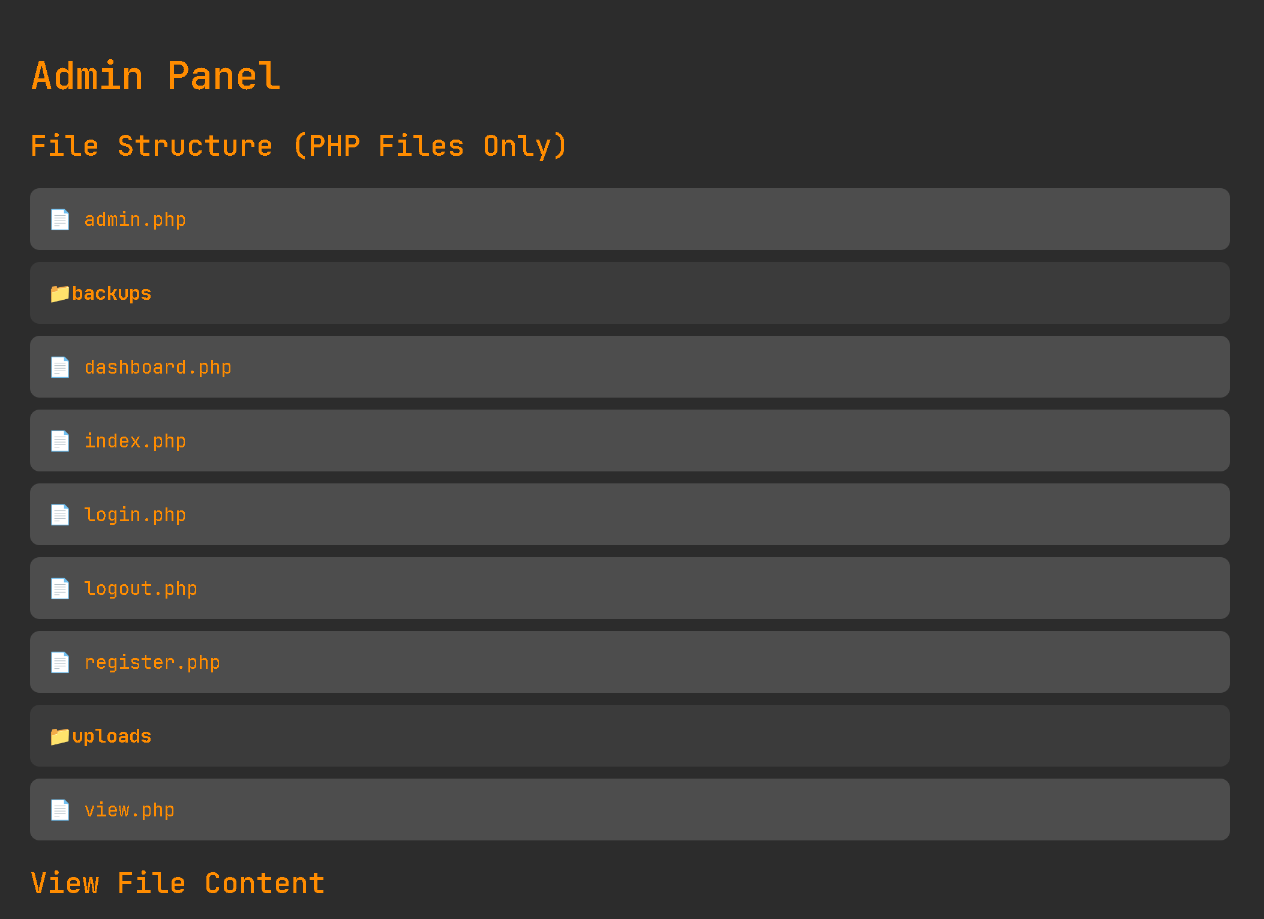 Admin Panel
File Structure (PHP Files Only)
admin.php
backups
dashboard.php
index.php
login.php
logout.php
register.php
uploads
view.php
View File Content